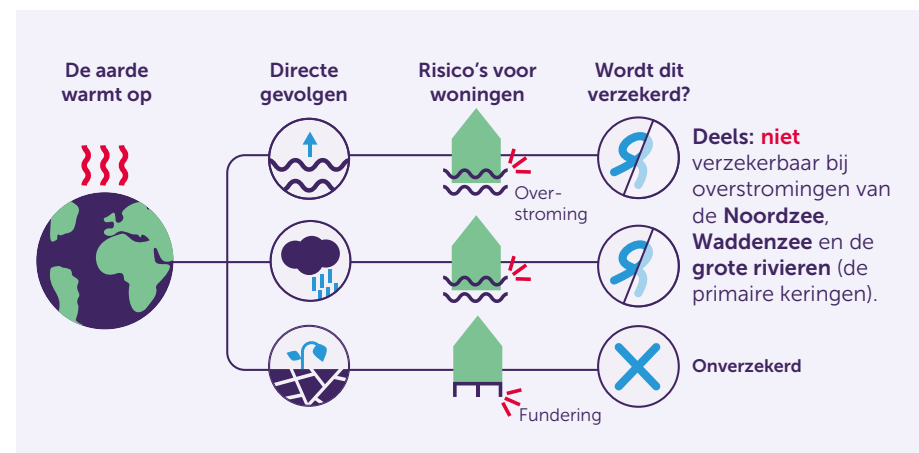 De aarde
warmt op
Directe
gevolgen
Risico's voor
woningen
Wordt dit
verzekerd?
Over-
stroming
Deels: niet
verzekerbaar bij
overstromingen van
de Noordzee,
Waddenzee en de
grote rivieren (de
primaire keringen).
Fundering
Onverzekerd